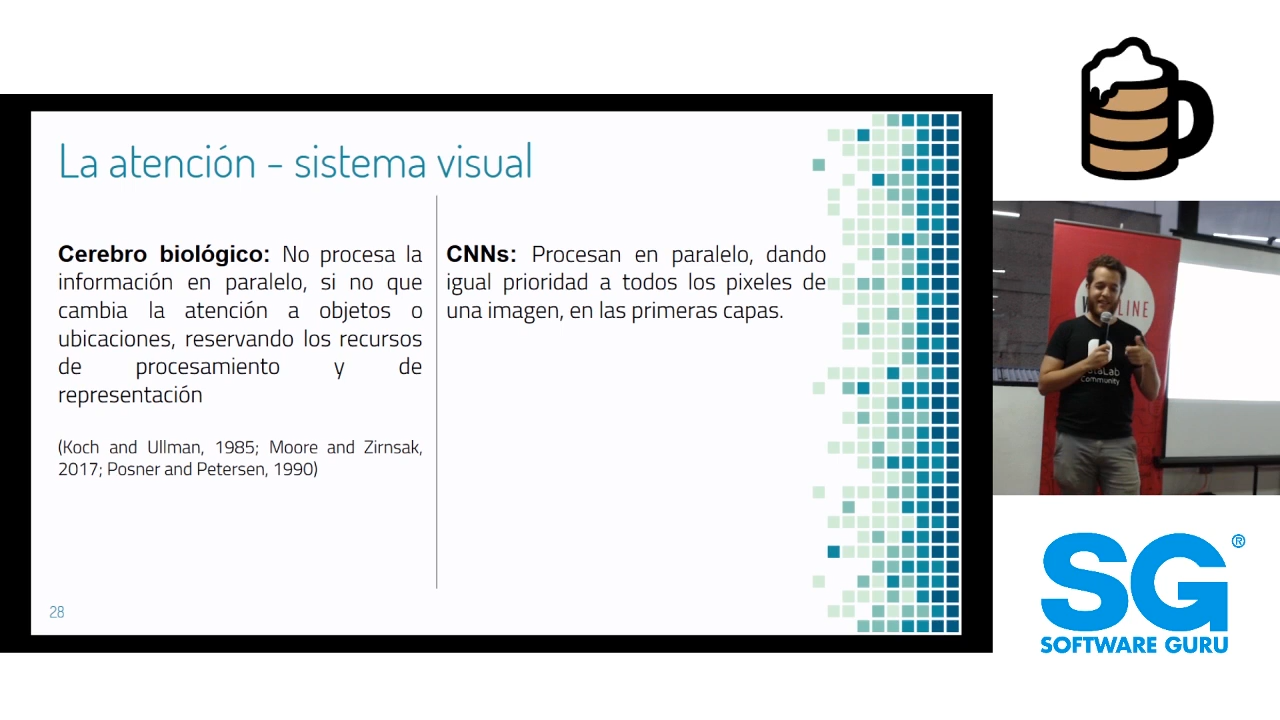 La atención - sistema visual
Cerebro biológico: No procesa la
información en paralelo, si no que
cambia la atención a objetos o
ubicaciones, reservando los recursos
de procesamiento y de
representación
(Koch and Ullman, 1985; Moore and Zirnsak,
2017; Posner and Petersen, 1990)
CNNs: Procesan en paralelo, dando
igual prioridad a todos los pixeles de
una imagen, en las primeras capas.
28
LINE
Community
SG®
SOFTWARE GURU